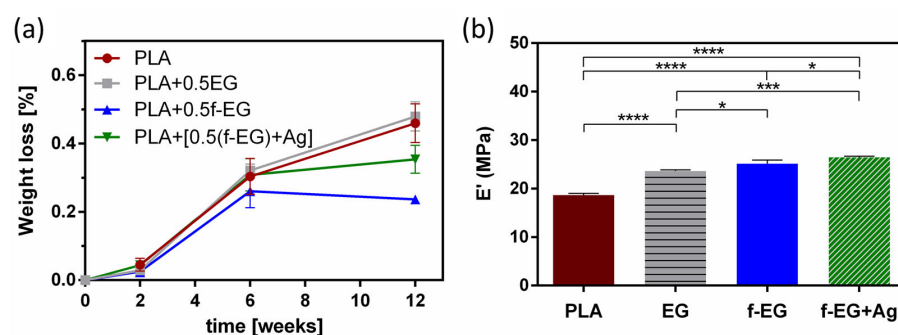 (a)
PLA
PLA+0.5EG
PLA+0.5f-EG
PLA+[0.5(f-EG)+Ag]
Weight loss [%]
0.6
0.4
0.2
0.0
0 2 4 6 8 10 12
time [weeks]
(b)
E' (MPa)
50
40
30
20
10
0
****
**** *
***
**** *
PLA EG f-EG f-EG+Ag